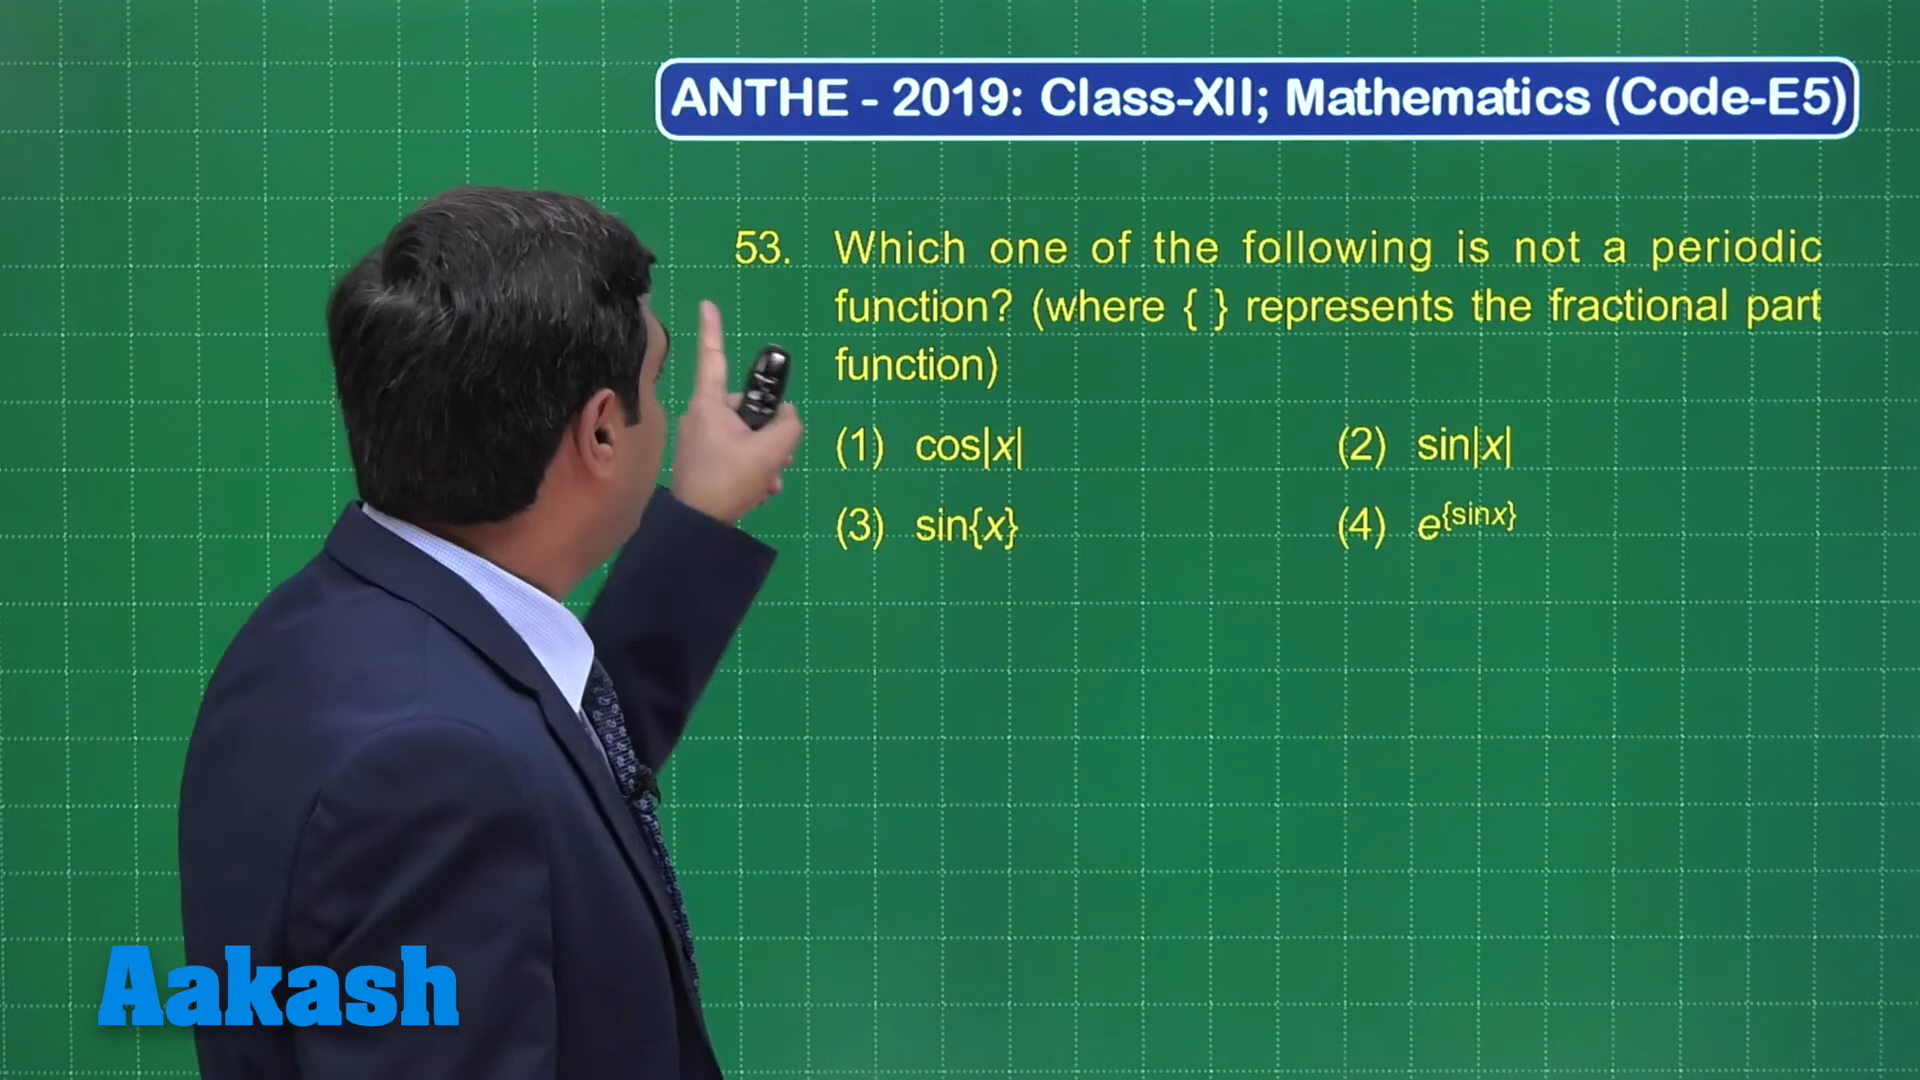 ANTHE - 2019: Class-XII; Mathematics (Code-E5)
53. Which one of the following is not a periodic
function? (where { } represents the fractional part
function)
(1) cos|x| (2) sin|x|
(3) sin{x} (4) e^{sinx}
Aakash